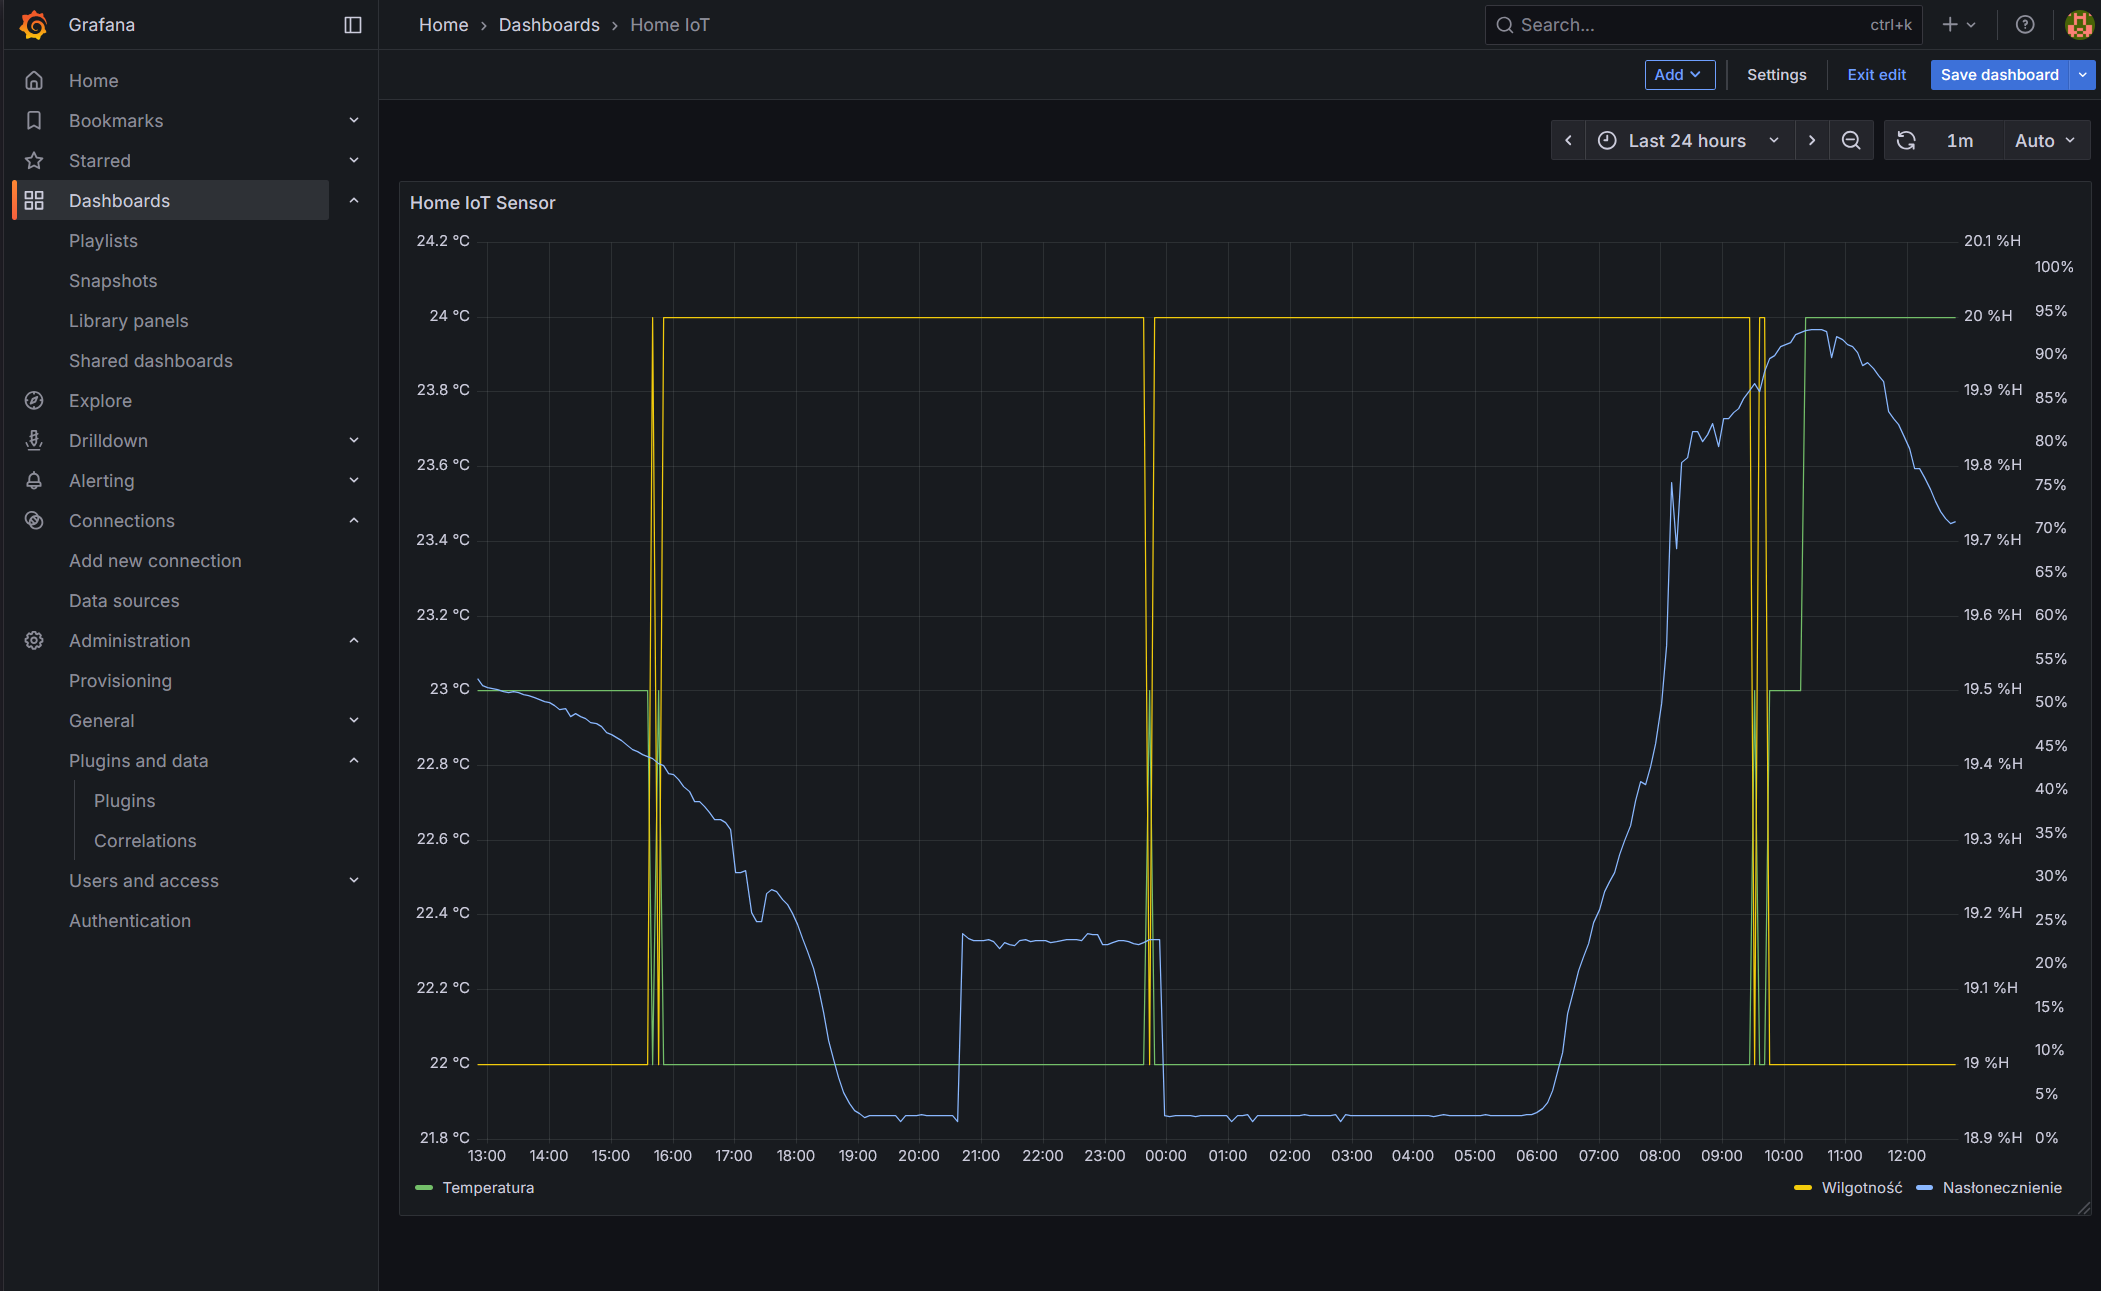 Grafana
Home
Bookmarks
Starred
Dashboards
Playlists
Snapshots
Library panels
Shared dashboards
Explore
Drilldown
Alerting
Connections
Add new connection
Data sources
Administration
Provisioning
General
Plugins and data
Plugins
Correlations
Users and access
Authentication
Home › Dashboards › Home IoT
Search... ctrl+k
Add Settings Exit edit Save dashboard
Last 24 hours 1m Auto
Home IoT Sensor
24.2 °C
24 °C
23.8 °C
23.6 °C
23.4 °C
23.2 °C
23 °C
22.8 °C
22.6 °C
22.4 °C
22.2 °C
22 °C
21.8 °C
20.1 %H
20 %H
19.9 %H
19.8 %H
19.7 %H
19.6 %H
19.5 %H
19.4 %H
19.3 %H
19.2 %H
19.1 %H
19 %H
18.9 %H
100%
95%
90%
85%
80%
75%
70%
65%
60%
55%
50%
45%
40%
35%
30%
25%
20%
15%
10%
5%
0%
13:00 14:00 15:00 16:00 17:00 18:00 19:00 20:00 21:00 22:00 23:00 00:00 01:00 02:00 03:00 04:00 05:00 06:00 07:00 08:00 09:00 10:00 11:00 12:00
Temperatura Wilgotność Nasłonecznienie